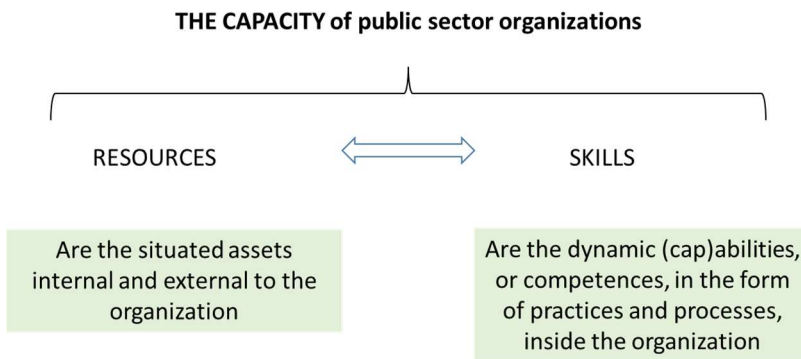 THE CAPACITY of public sector organizations
RESOURCES
SKILLS
Are the situated assets
internal and external to the
organization
Are the dynamic (cap)abilities,
or competences, in the form
of practices and processes,
inside the organization